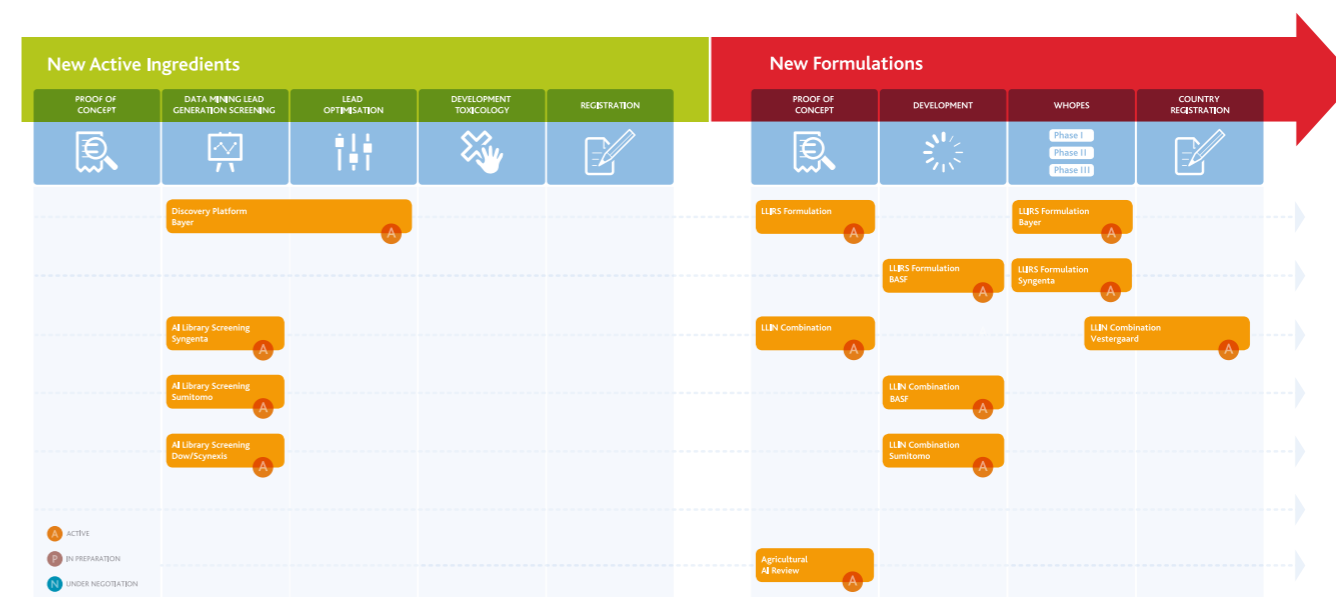 New Active Ingredients
New Formulations
PROOF OF
CONCEPT
DATA MINING LEAD
GENERATION SCREENING
LEAD
OPTIMISATION
DEVELOPMENT
TOXICOLOGY
REGISTRATION
PROOF OF
CONCEPT
DEVELOPMENT
WHOPES
COUNTRY
REGISTRATION
Phase I
Phase II
Phase III
Discovery Platform
Bayer
A
LLIRS Formulation
A
LLIRS Formulation
Bayer
A
LLIRS Formulation
BASF
A
LLIRS Formulation
Syngenta
A
AI Library Screening
Syngenta
A
LLIN Combination
A
LLIN Combination
Vestergaard
A
AI Library Screening
Sumitomo
A
LLIN Combination
BASF
A
AI Library Screening
Dow/Scynexis
A
LLIN Combination
Sumitomo
A
A ACTIVE
P IN PREPARATION
N UNDER NEGOTIATION
Agricultural
AI Review
A